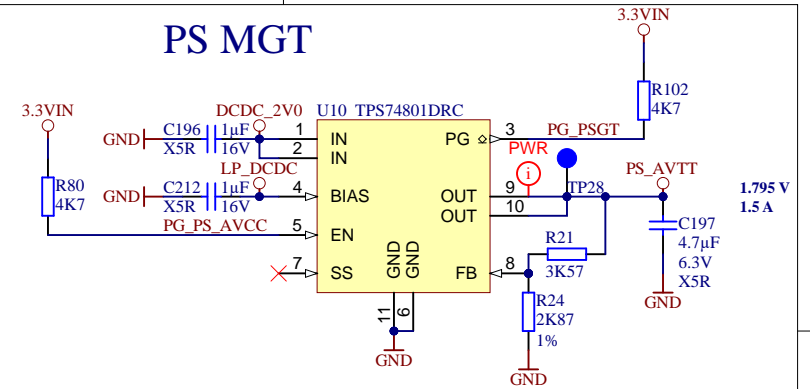 PS MGT
3.3VIN
R102
4K7
3.3VIN
R80
4K7
GND
C196
X5R
1µF
16V
DCDC_2V0
U10 TPS74801DRC
1
IN
2
IN
PG
3
PG_PSGT
PWR
i
GND
C212
X5R
1µF
16V
LP_DCDC
4
BIAS
OUT
9
OUT
10
TP28
PS_AVTT
1.795 V
1.5 A
PG_PS_AVCC
5
EN
7
SS
GND
GND
11
6
GND
FB
8
R21
3K57
R24
2K87
1%
GND
C197
4.7µF
6.3V
X5R
GND